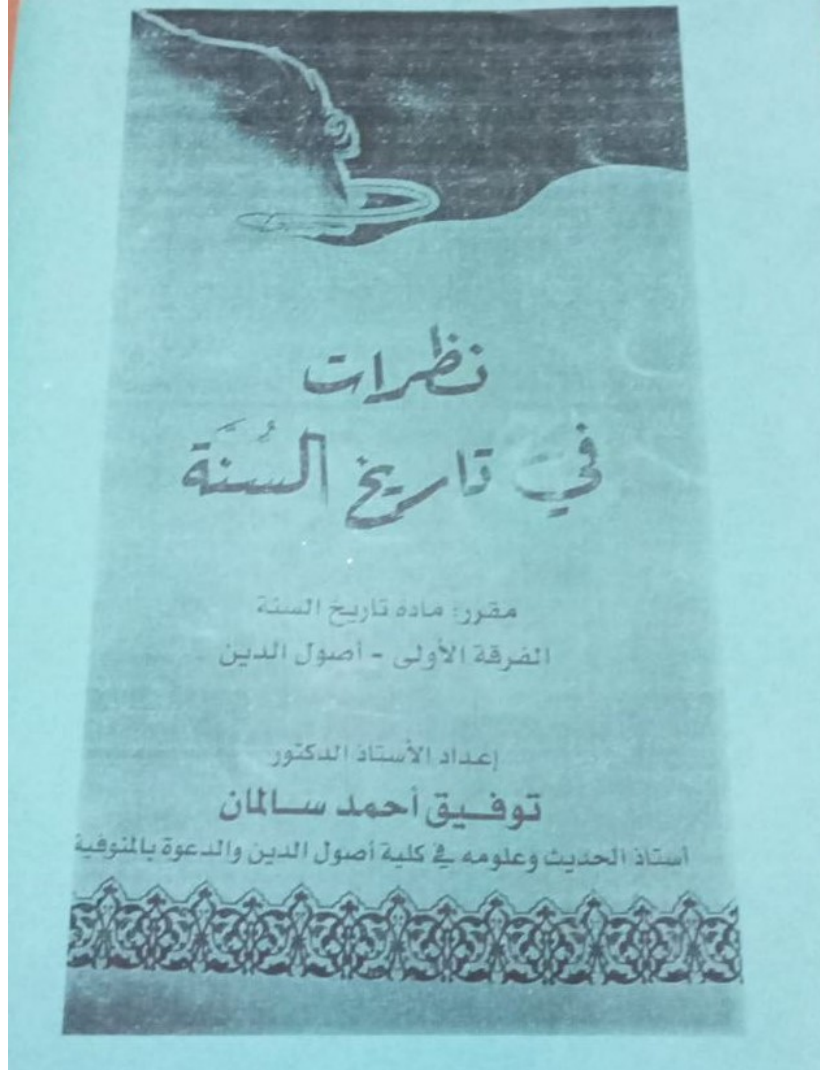 نظرات
في تاريخ السُنَّة
مقرر: ماده تاريخ السنة
الفرقة الأولى - أصول الدين
إعداد الأستاذ الدكتور
توفيق أحمد سالمان
أستاذ الحديث وعلومه في كلية أصول الدين والدعوة بالمنوفية